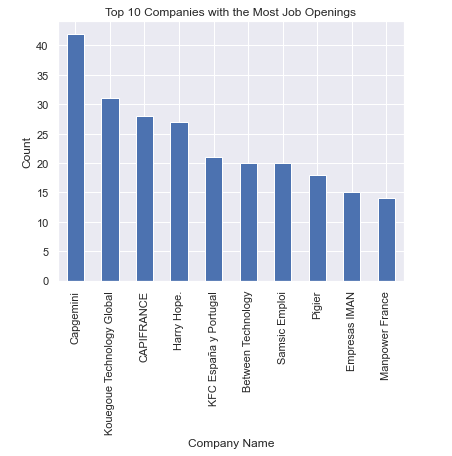 Top 10 Companies with the Most Job Openings
Count
40
35
30
25
20
15
10
5
0
Capgemini
Kouegoue Technology Global
CAPIFRANCE
Harry Hope.
KFC España y Portugal
Between Technology
Samsic Emploi
Pigier
Empresas IMAN
Manpower France
Company Name